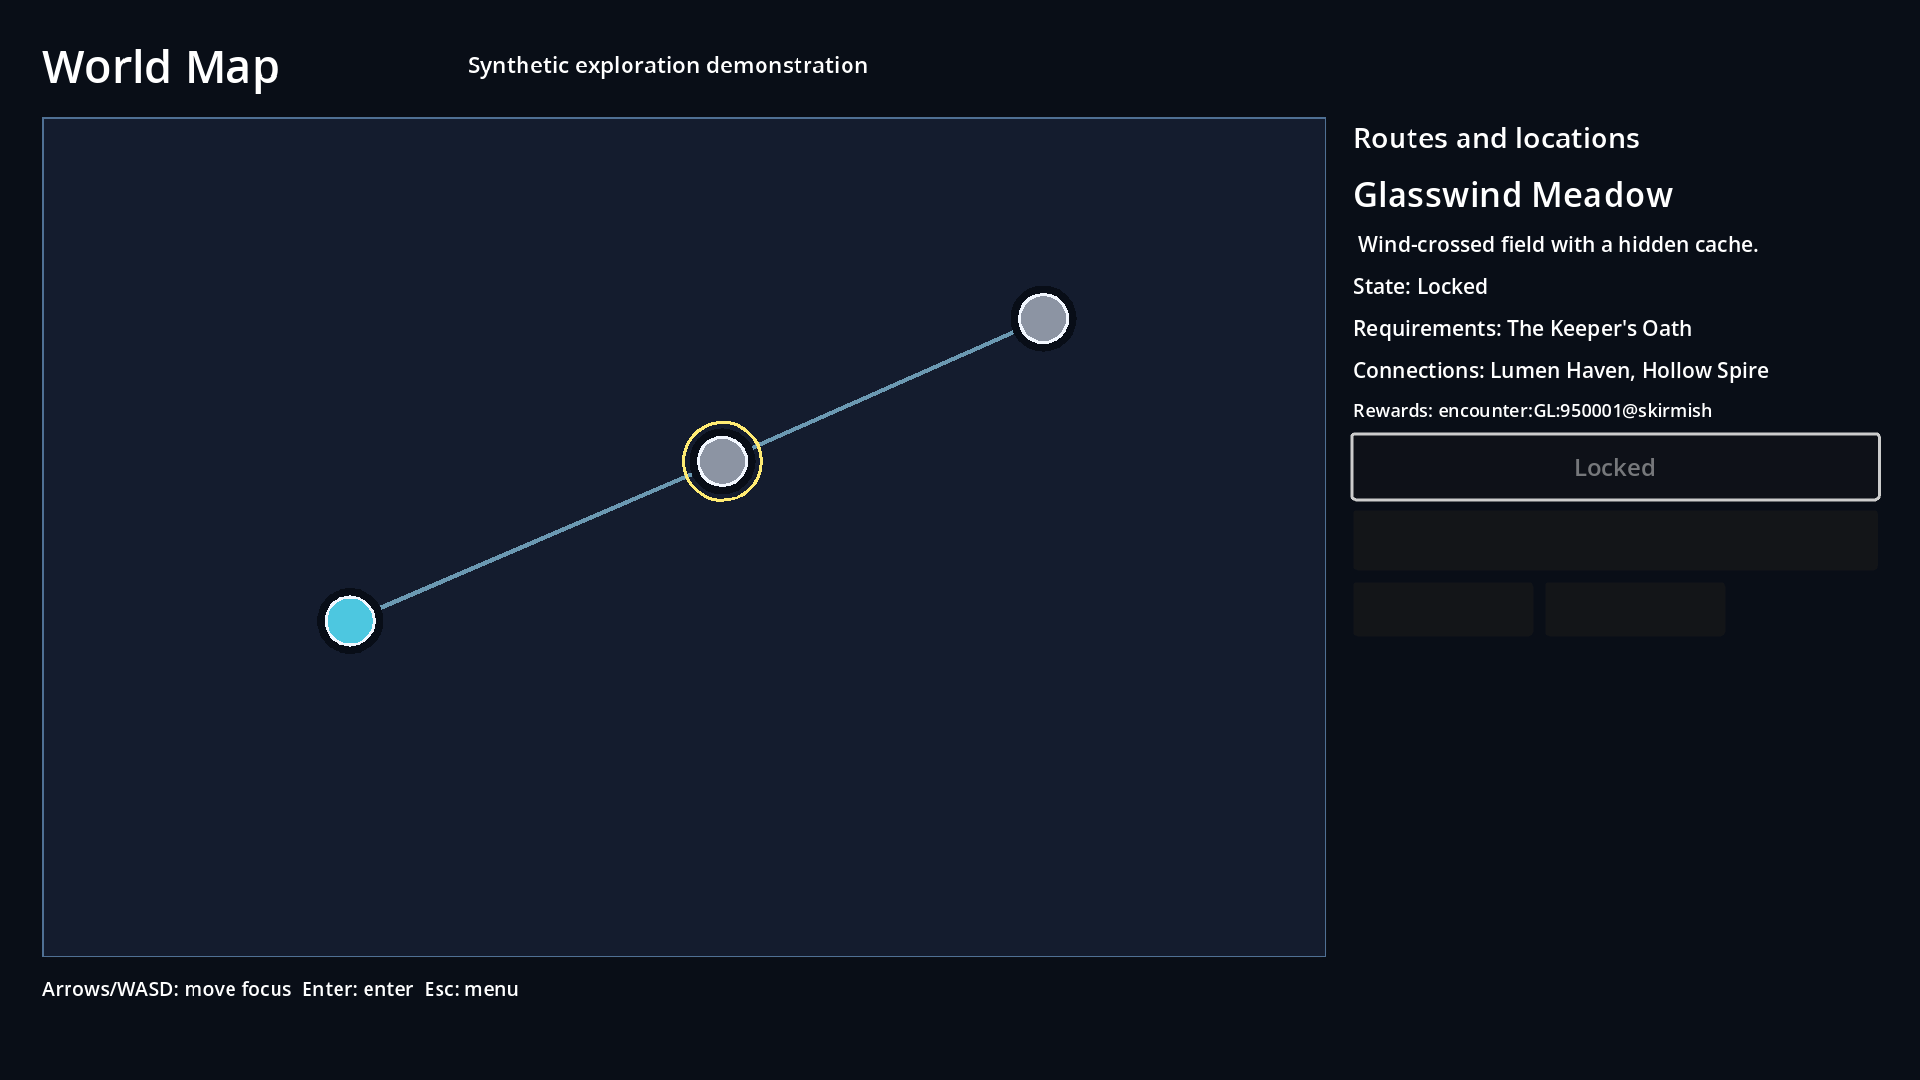 World Map
Synthetic exploration demonstration
Routes and locations
Glasswind Meadow
Wind-crossed field with a hidden cache.
State: Locked
Requirements: The Keeper's Oath
Connections: Lumen Haven, Hollow Spire
Rewards: encounter:GL:950001@skirmish
Locked
Arrows/WASD: move focus  Enter: enter  Esc: menu